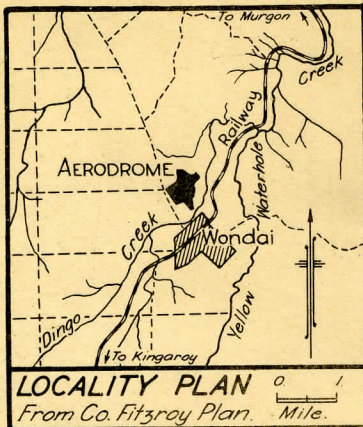 To Murgon
Creek
Railway
Waterhole
AERODROME
Creek
Wondai
Dingo
Yellow
To Kingaroy
LOCALITY PLAN
0 1
From Co. Fitzroy Plan. Mile.